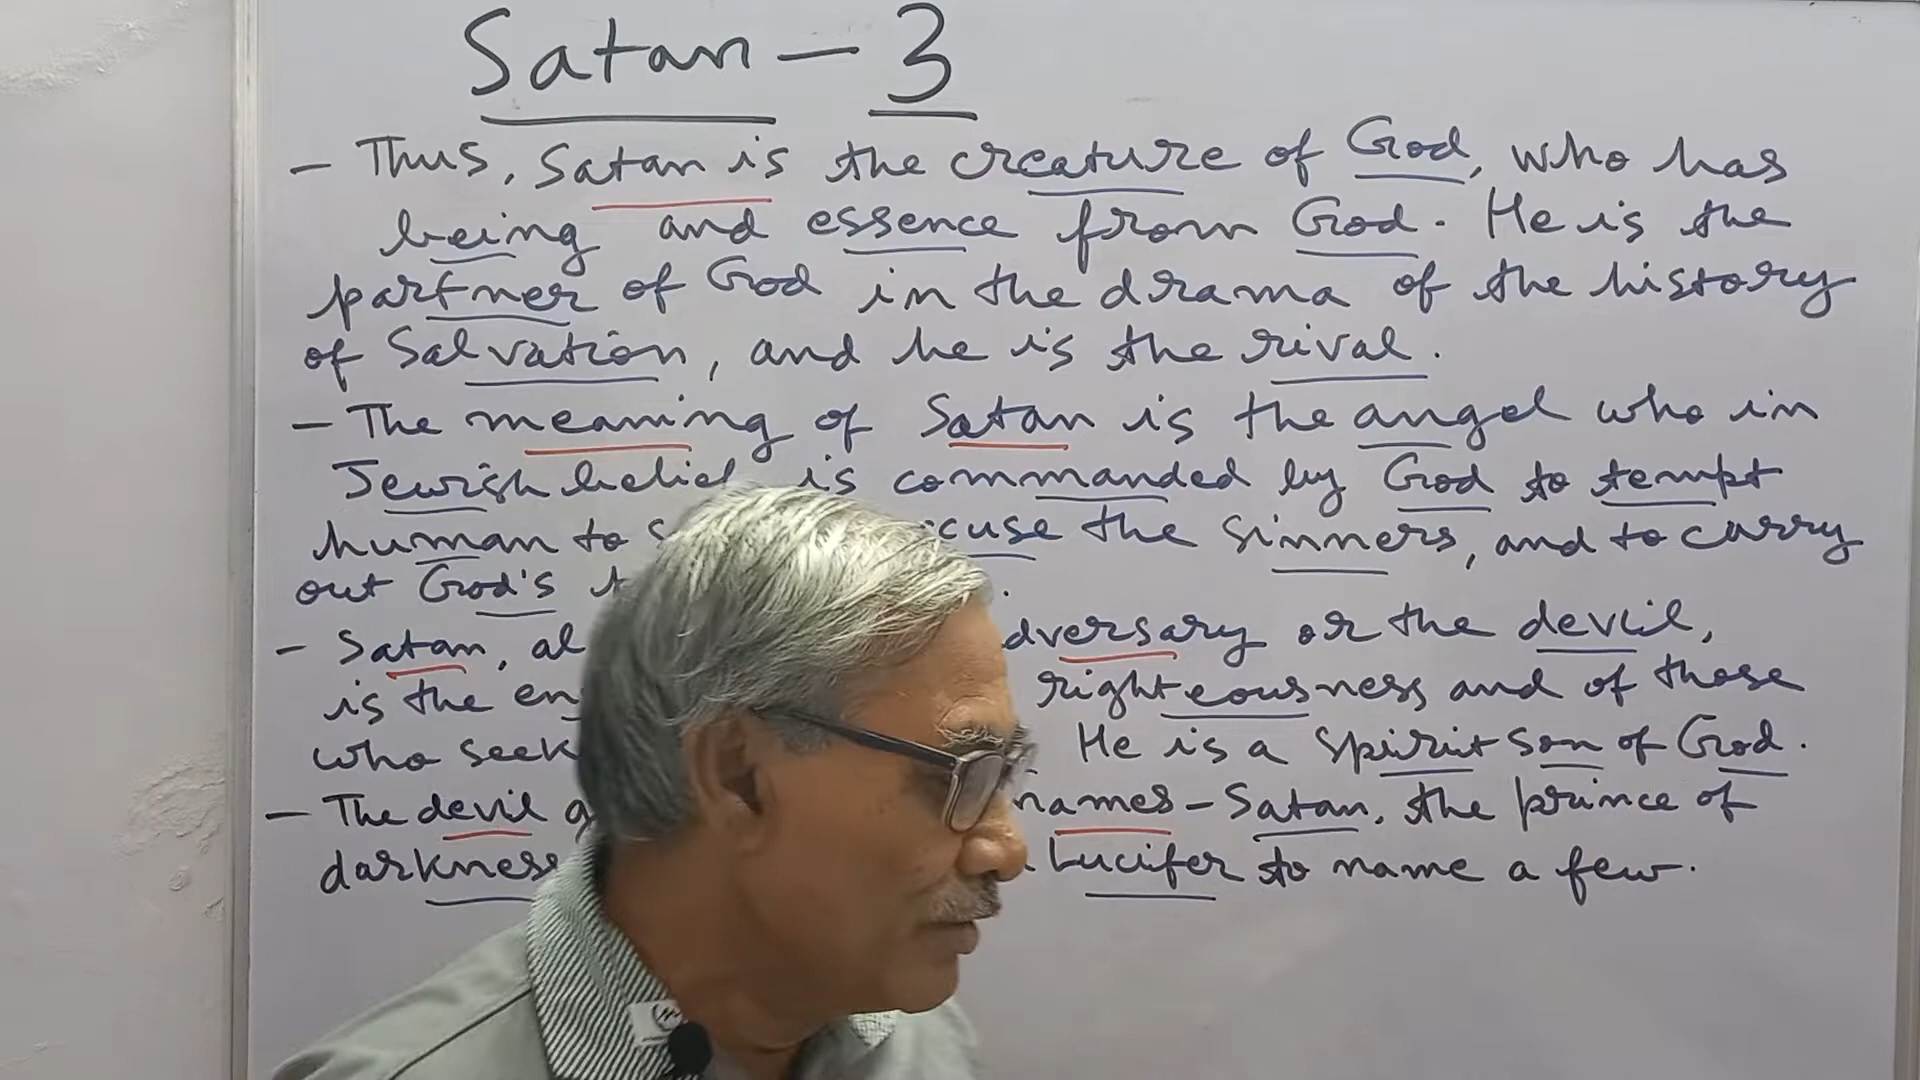 Satan - 3
- Thus, Satan is the creature of God, who has
being and essence from God. He is the
partner of God in the drama of the history
of Salvation, and he is the rival.
- The meaning of Satan is the angel who in
Jewish belief is commanded by God to tempt
human to the sinners, and to carry
out God's
- Satan, or the devil,
is the righteousness and of those
who seek He is a spirit son of God.
- The devil names - Satan, the prince of
darkness Lucifer to name a few.